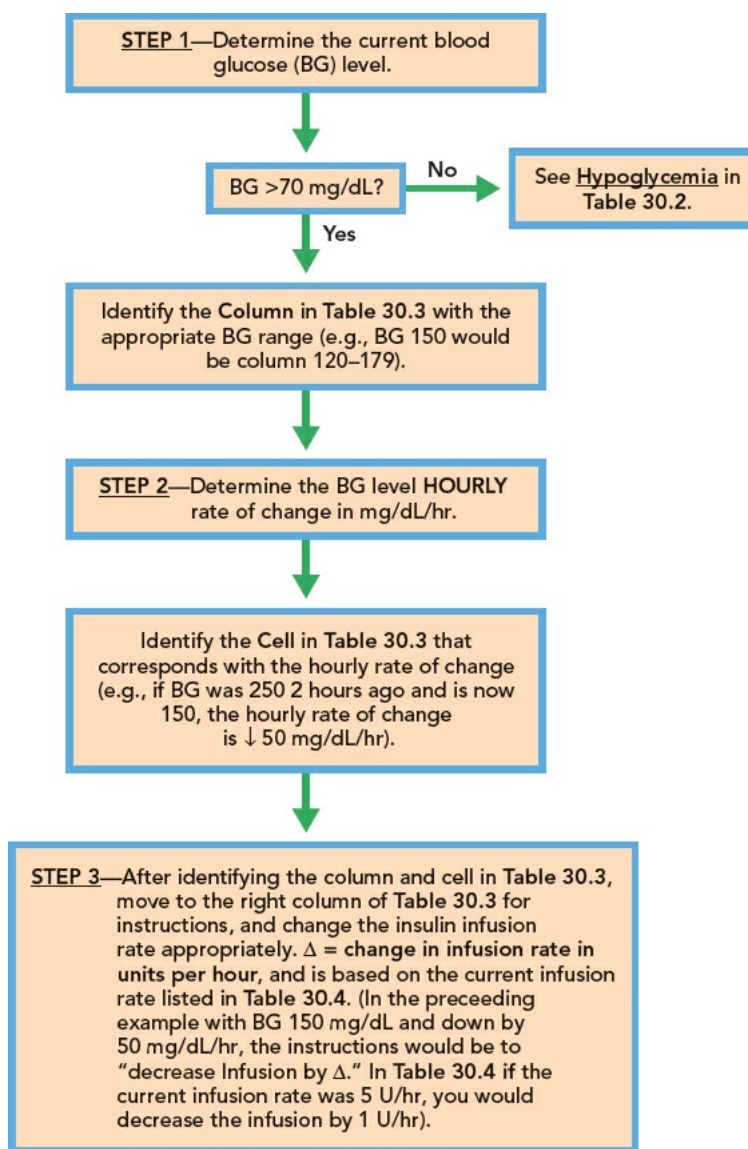 STEP 1—Determine the current blood
glucose (BG) level.
BG >70 mg/dL?
No
See Hypoglycemia in
Table 30.2.
Yes
Identify the Column in Table 30.3 with the
appropriate BG range (e.g., BG 150 would
be column 120–179).
STEP 2—Determine the BG level HOURLY
rate of change in mg/dL/hr.
Identify the Cell in Table 30.3 that
corresponds with the hourly rate of change
(e.g., if BG was 250 2 hours ago and is now
150, the hourly rate of change
is ↓ 50 mg/dL/hr).
STEP 3—After identifying the column and cell in Table 30.3,
move to the right column of Table 30.3 for
instructions, and change the insulin infusion
rate appropriately. Δ = change in infusion rate in
units per hour, and is based on the current infusion
rate listed in Table 30.4. (In the preceeding
example with BG 150 mg/dL and down by
50 mg/dL/hr, the instructions would be to
“decrease Infusion by Δ.“ In Table 30.4 if the
current infusion rate was 5 U/hr, you would
decrease the infusion by 1 U/hr).